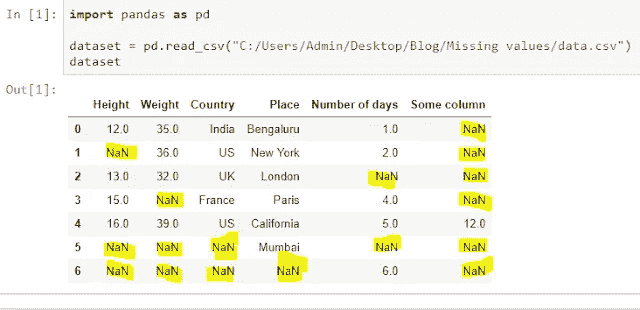 In [1]: import pandas as pd
dataset = pd.read_csv("C:/Users/Admin/Desktop/Blog/Missing values/data.csv")
dataset
Out[1]:
Height Weight Country Place Number of days Some column
0 12.0 35.0 India Bengaluru 1.0 NaN
1 NaN 36.0 US New York 2.0 NaN
2 13.0 32.0 UK London NaN NaN
3 15.0 NaN France Paris 4.0 NaN
4 16.0 39.0 US California 5.0 12.0
5 NaN NaN NaN Mumbai NaN NaN
6 NaN NaN NaN NaN 6.0 NaN